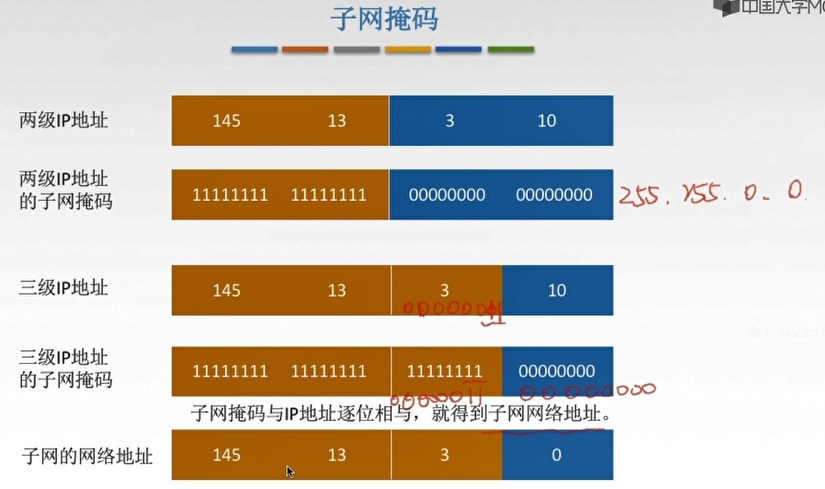 中国大学MO
子网掩码
两级IP地址 145 13 3 10
两级IP地址
的子网掩码 11111111 11111111 00000000 00000000 255. 255. 0. 0.
三级IP地址 145 13 3 10
三级IP地址
的子网掩码 11111111 11111111 11111111 00000000
00000000
子网掩码与IP地址逐位相与，就得到子网网络地址。
子网的网络地址 145 13 3 0